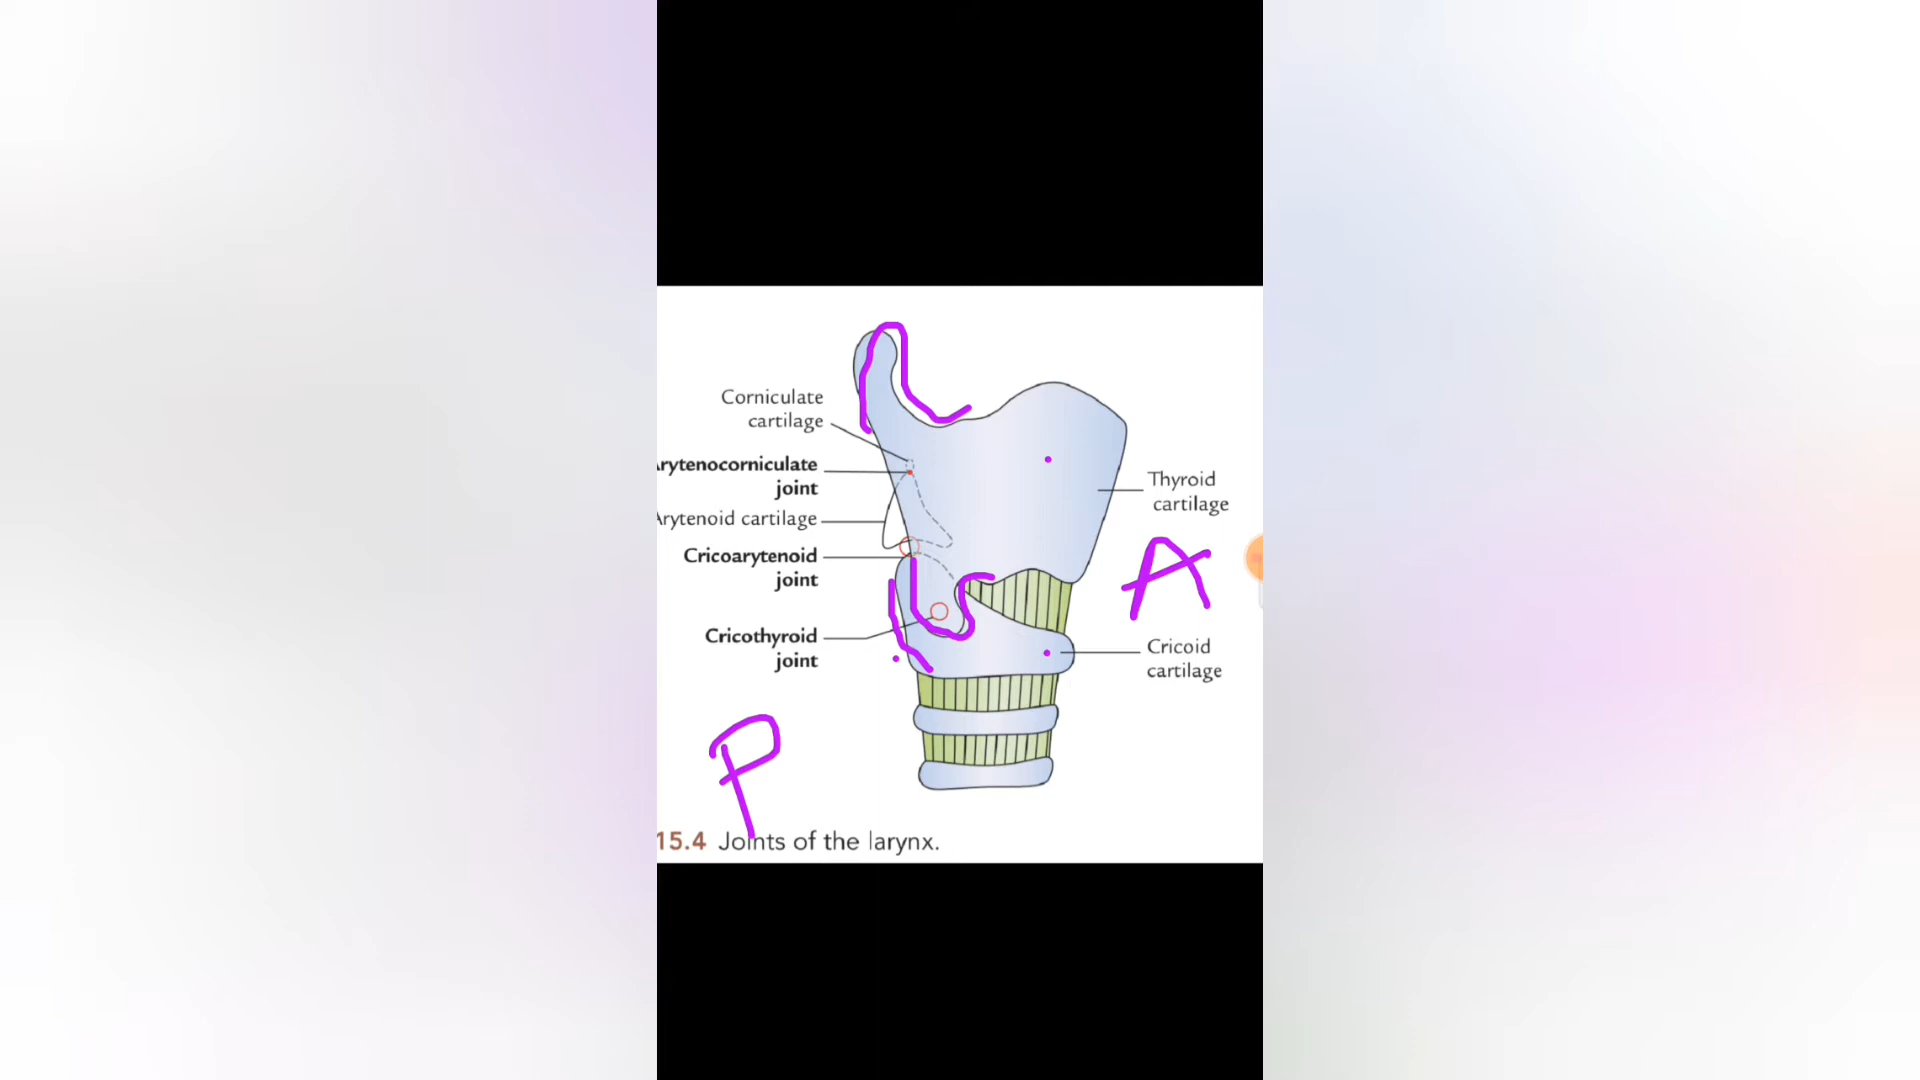 Corniculate
cartilage
rytenocorniculate
joint
rytenoid cartilage
Cricoarytenoid
joint
Cricothyroid
joint
Thyroid
cartilage
A
Cricoid
cartilage
P
15.4 Joints of the larynx.